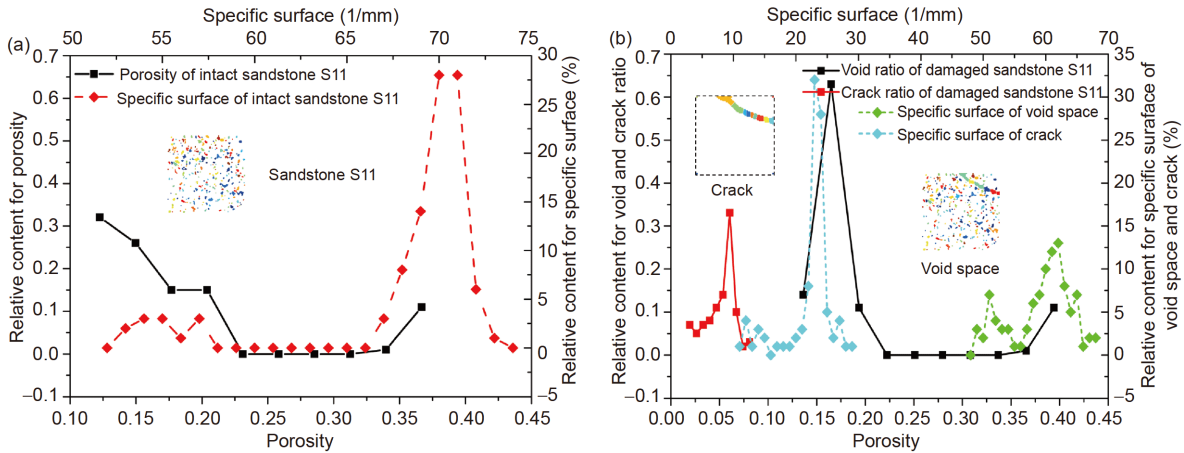 Specific surface (1/mm)
50 55 60 65 70 75
(a)
Relative content for porosity
0.7
0.6
0.5
0.4
0.3
0.2
0.1
0.0
–0.1
Porosity of intact sandstone S11
Specific surface of intact sandstone S11
Sandstone S11
30
25
20
15
10
5
0
–5
Relative content for specific surface (%)
0.10 0.15 0.20 0.25 0.30 0.35 0.40 0.45
Porosity
Specific surface (1/mm)
0 10 20 30 40 50 60 70
(b)
Relative content for void and crack ratio
0.7
0.6
0.5
0.4
0.3
0.2
0.1
0.0
–0.1
Void ratio of damaged sandstone S11
Crack ratio of damaged sandstone S11
Specific surface of void space
Specific surface of crack
Crack
Void space
35
30
25
20
15
10
5
0
–5
Relative content for specific suraface of
void space and crack (%)
0.00 0.05 0.10 0.15 0.20 0.25 0.30 0.35 0.40 0.45
Porosity